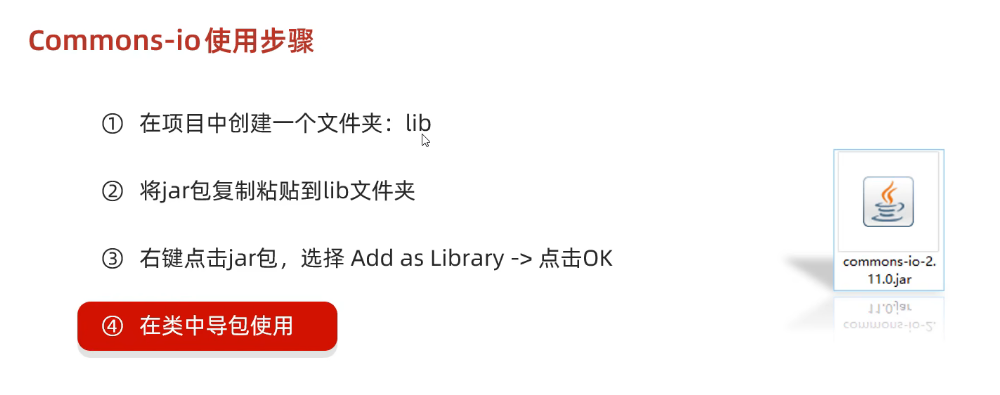 Commons-io使用步骤
① 在项目中创建一个文件夹：lib
② 将jar包复制粘贴到lib文件夹
③ 右键点击jar包，选择 Add as Library -> 点击OK
④ 在类中导包使用
commons-io-2.
11.0.jar